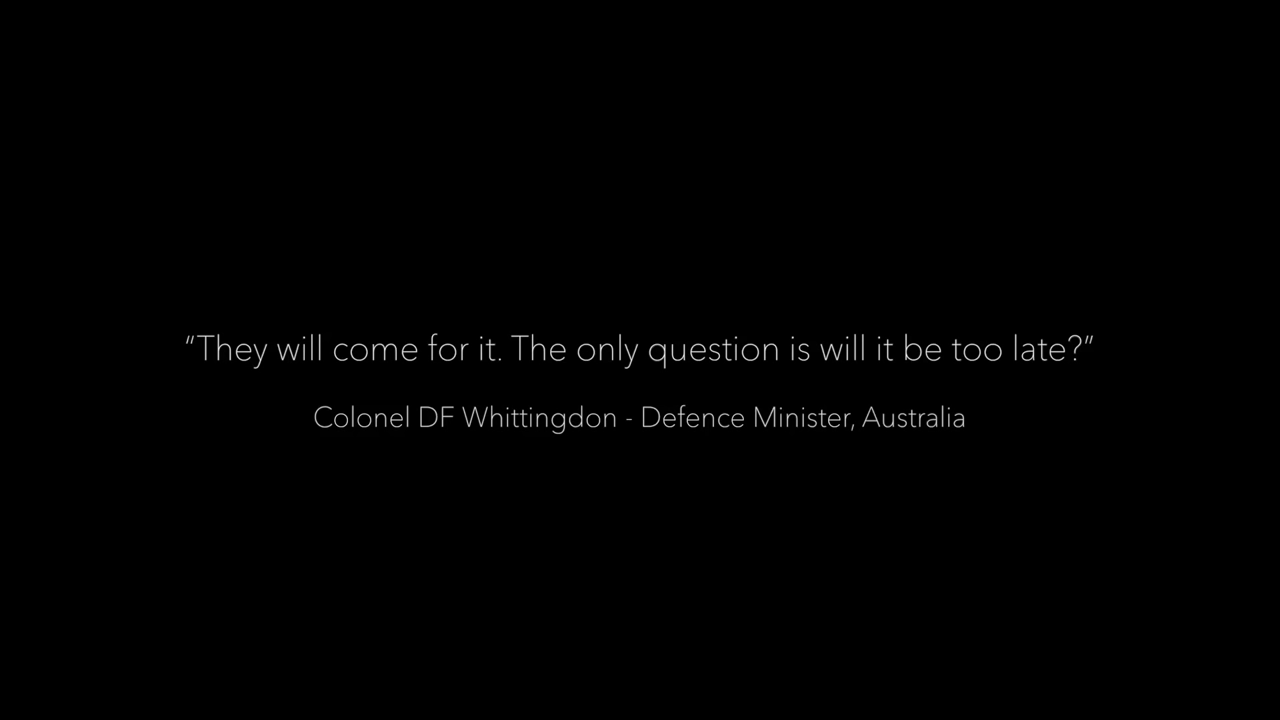 “They will come for it. The only question is will it be too late?”
Colonel DF Whittingdon - Defence Minister, Australia